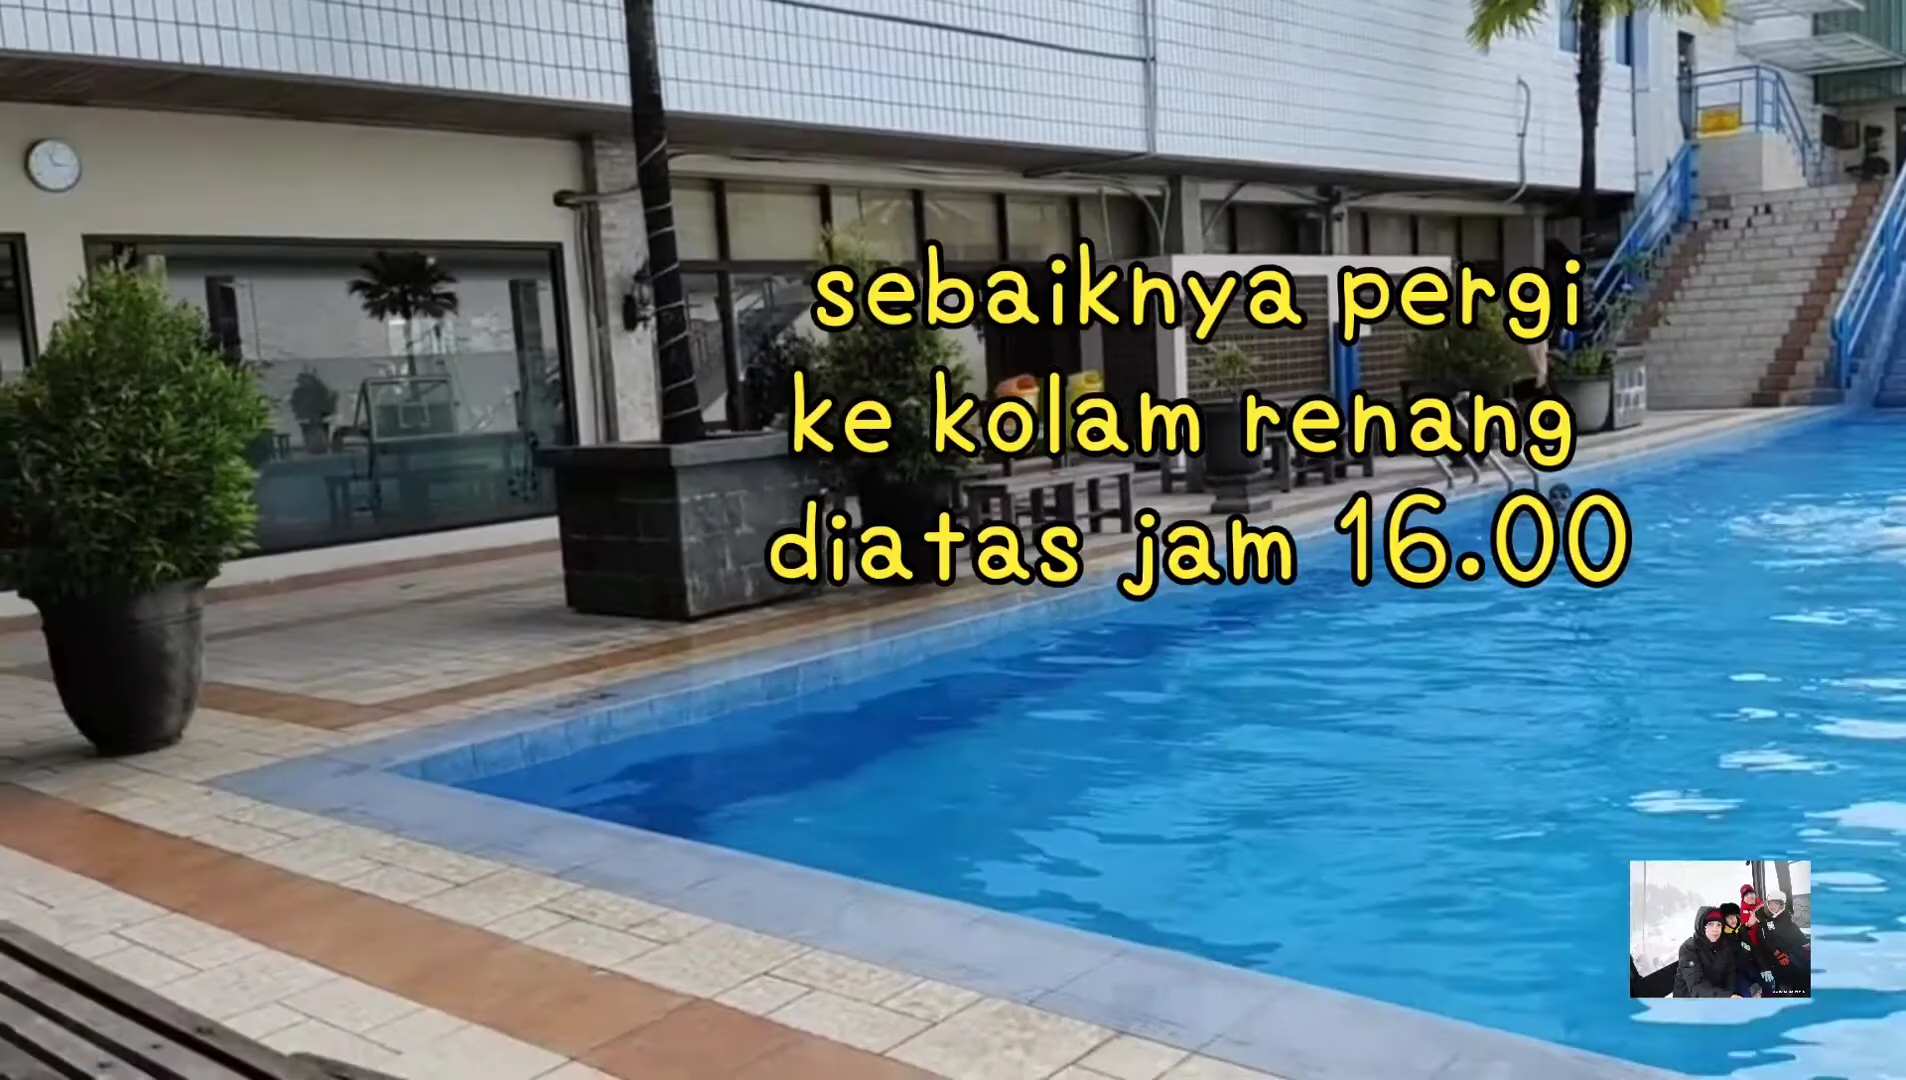 sebaiknya pergi
ke kolam renang
diatas jam 16.00